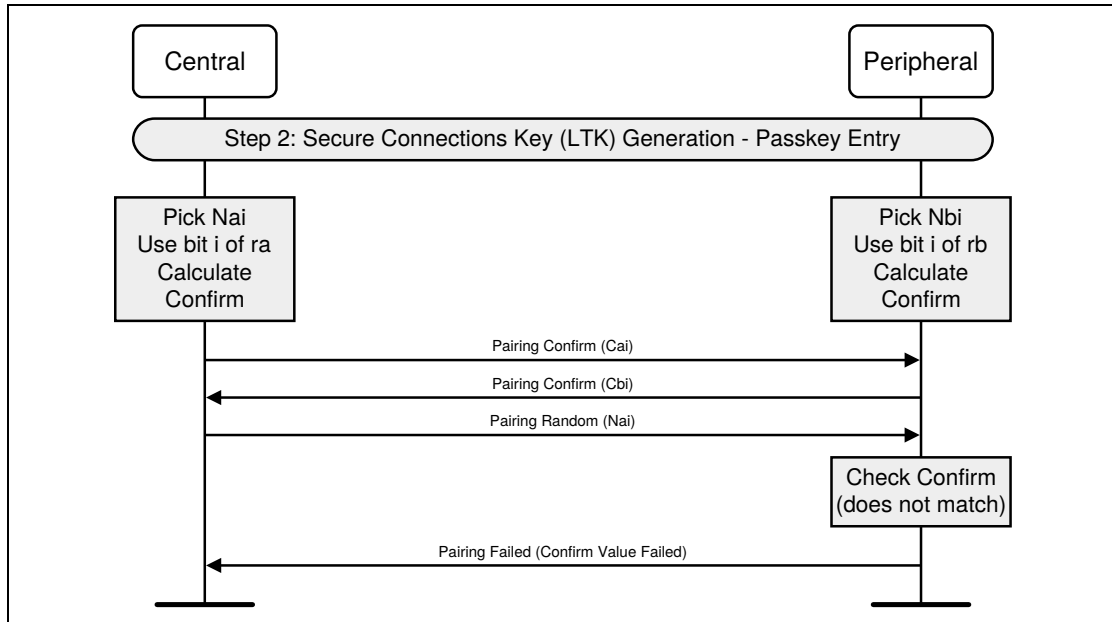 Central
Peripheral
Step 2: Secure Connections Key (LTK) Generation - Passkey Entry
Pick Nai
Use bit i of ra
Calculate
Confirm
Pick Nbi
Use bit i of rb
Calculate
Confirm
Pairing Confirm (Cai)
Pairing Confirm (Cbi)
Pairing Random (Nai)
Check Confirm
(does not match)
Pairing Failed (Confirm Value Failed)